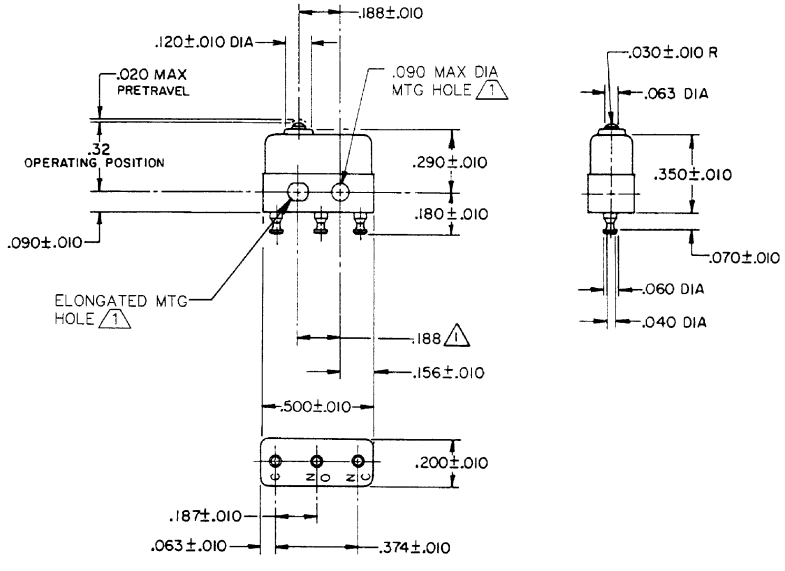 .188±.010
.120±.010 DIA
.020 MAX
PRETRAVEL
.090 MAX DIA
MTG HOLE 1
.030±.010 R
.063 DIA
.32
OPERATING POSITION
.290±.010
.350±.010
.180±.010
.090±.010
.070±.010
ELONGATED MTG
HOLE 1
.060 DIA
.040 DIA
.188 1
.156±.010
.500±.010
.200±.010
C NO NC
.187±.010
.063±.010
.374±.010